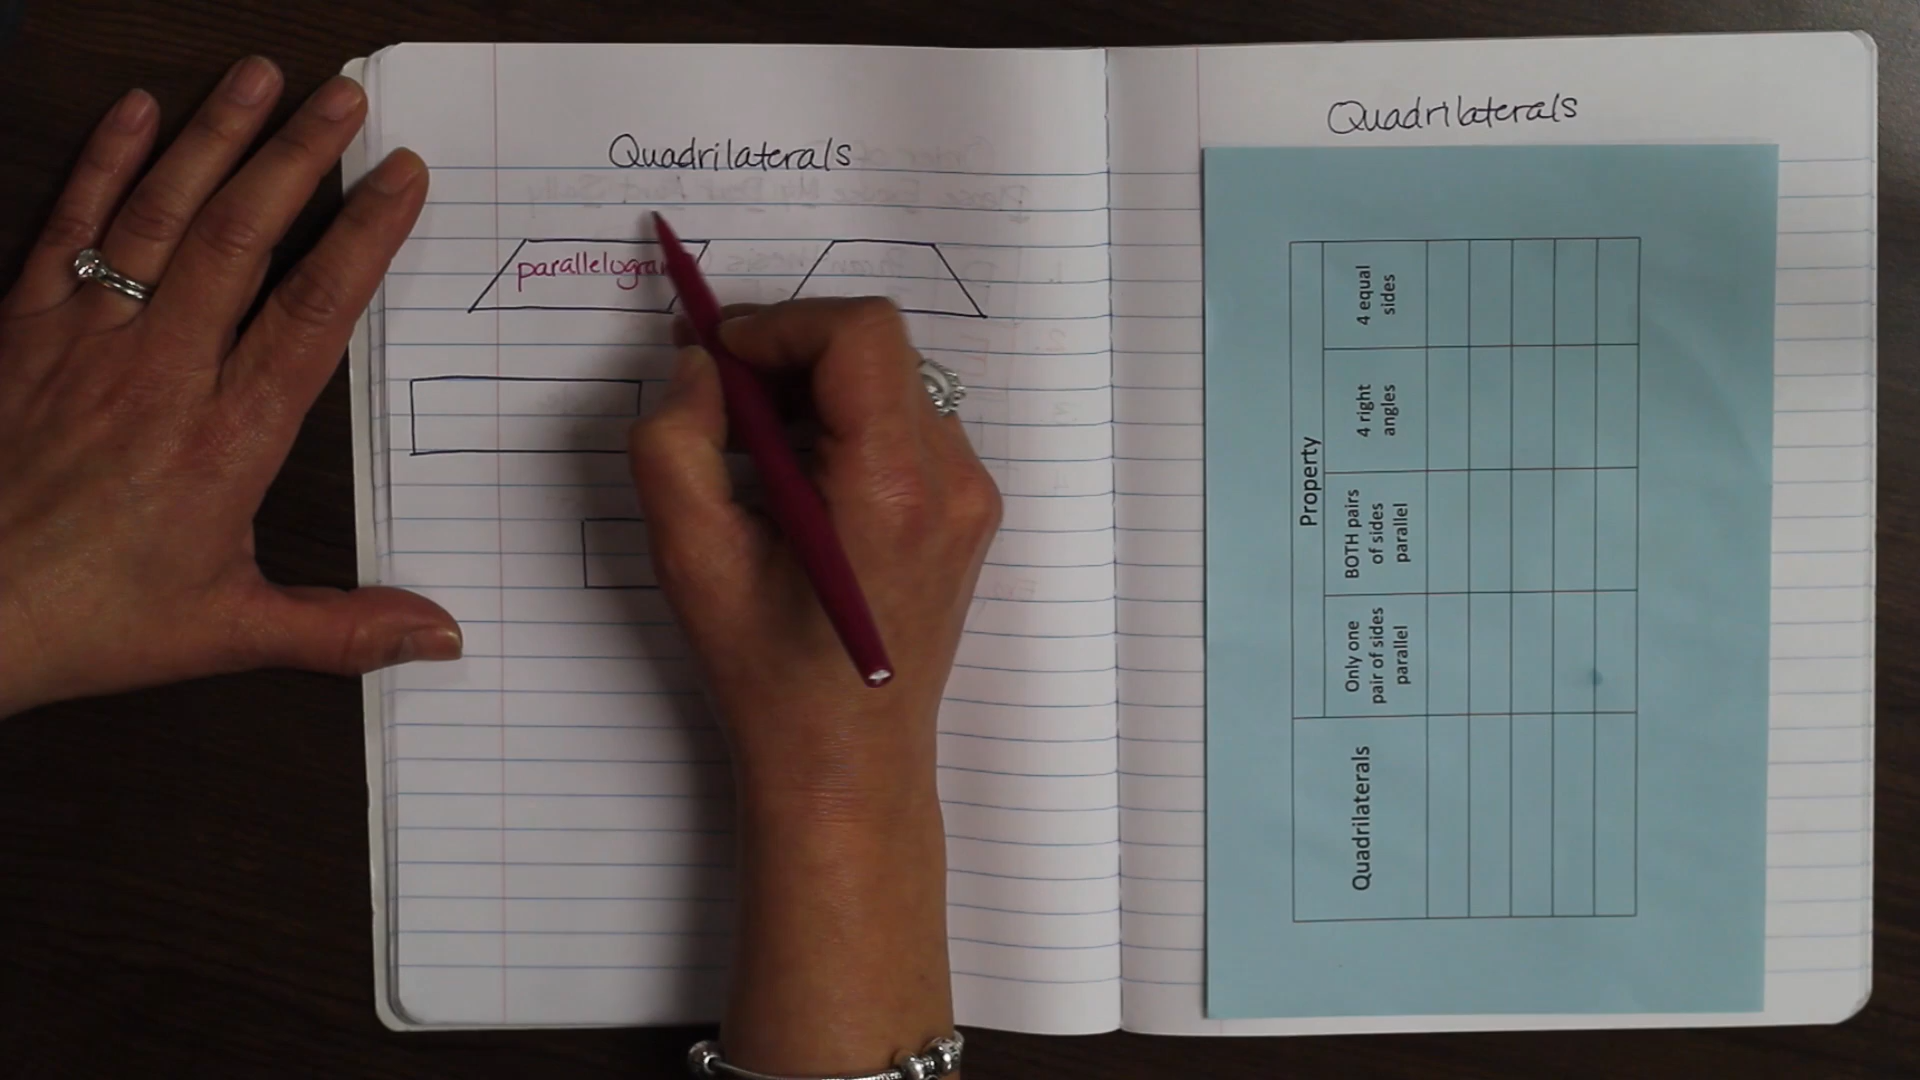 Quadrilaterals
parallelogram
Quadrilaterals
Property
Quadrilaterals
Only one
pair of sides
parallel
BOTH pairs
of sides
parallel
4 right
angles
4 equal
sides